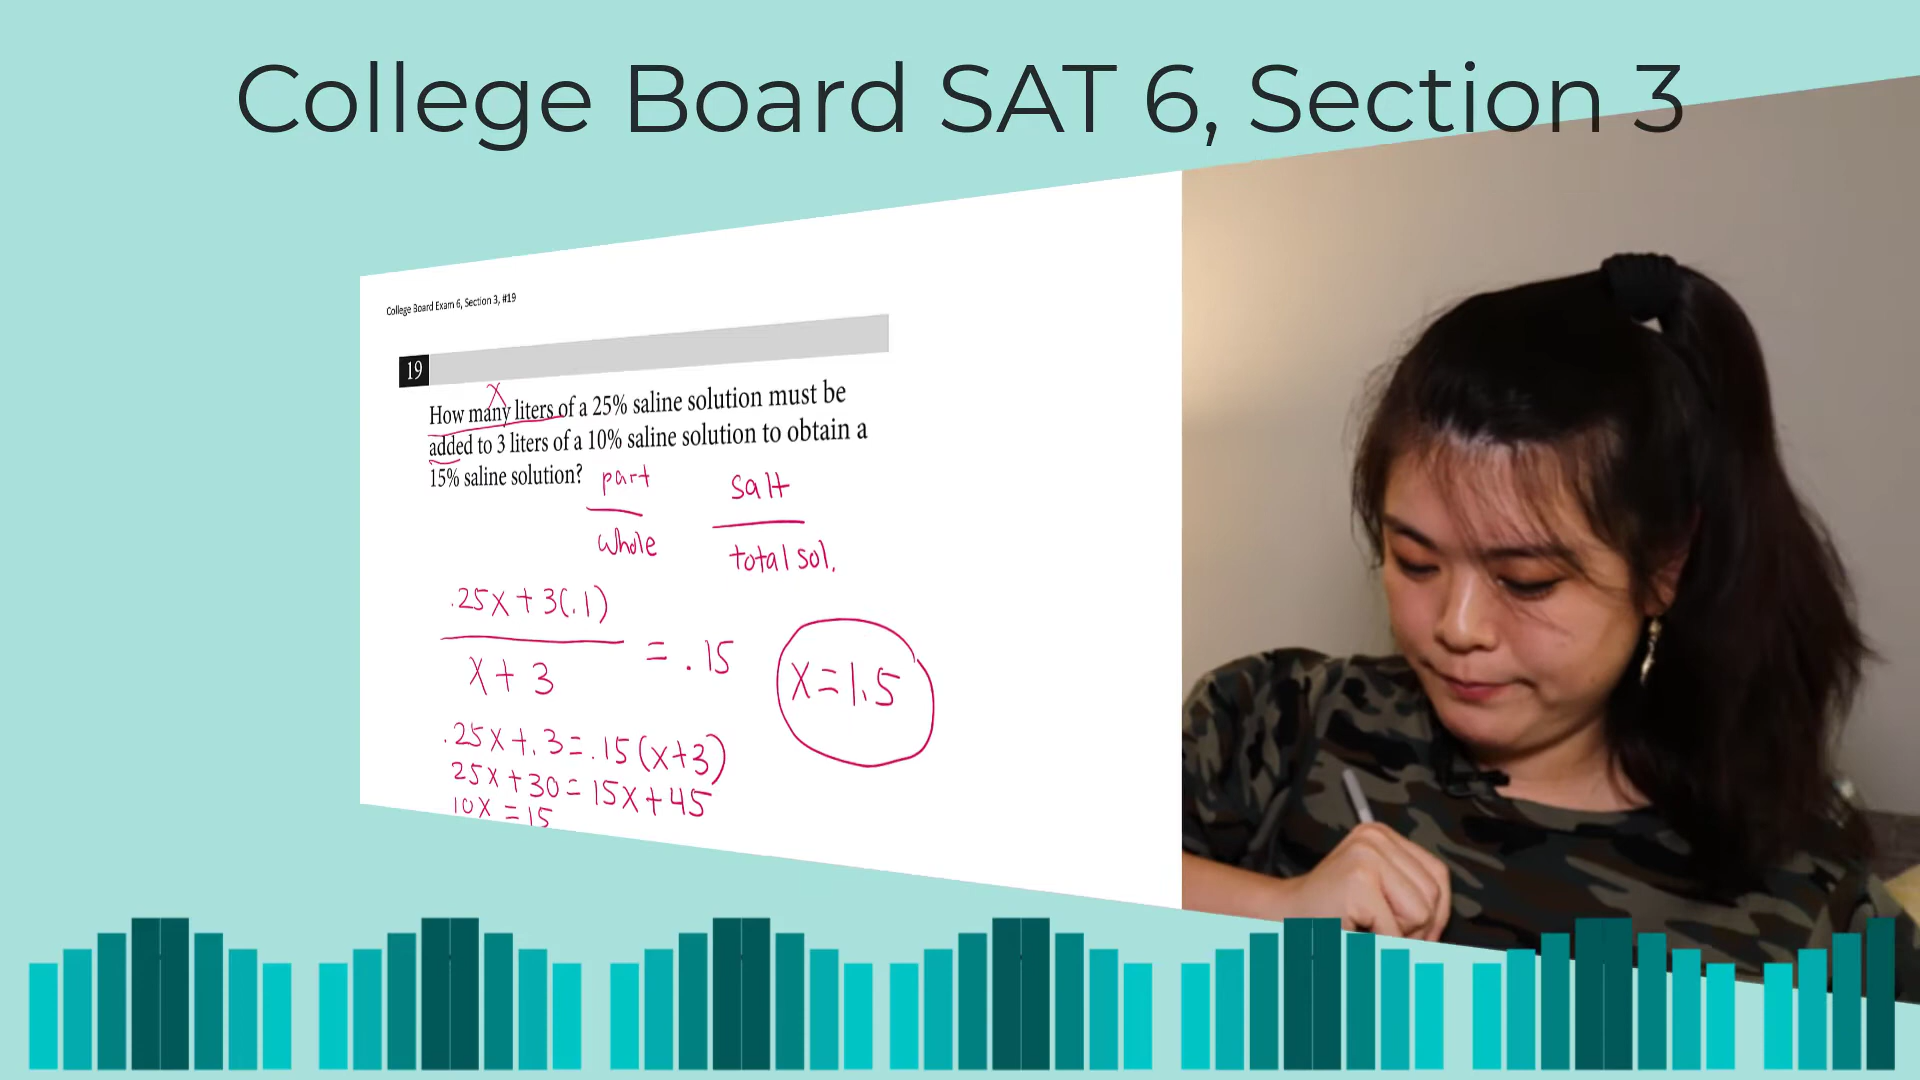 College Board SAT 6, Section 3
College Board Exam 6, Section 3, #19
19
x
How many liters of a 25% saline solution must be
added to 3 liters of a 10% saline solution to obtain a
15% saline solution?
part
whole
salt
total sol.
.25x + 3(.1)
x + 3
= .15
x = 1.5
.25x + .3 = .15(x+3)
25x + 30 = 15x + 45
10x = 15